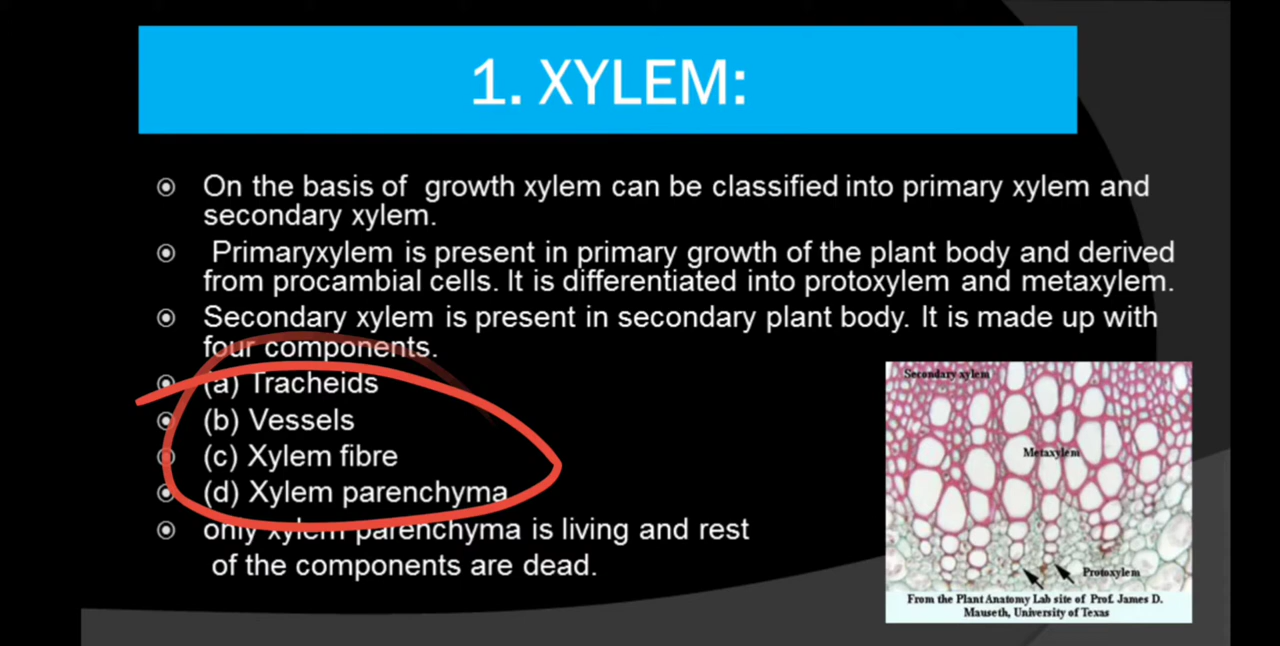 1. XYLEM:
On the basis of growth xylem can be classified into primary xylem and
secondary xylem.
Primaryxylem is present in primary growth of the plant body and derived
from procambial cells. It is differentiated into protoxylem and metaxylem.
Secondary xylem is present in secondary plant body. It is made up with
four components.
(a) Tracheids
(b) Vessels
(c) Xylem fibre
(d) Xylem parenchyma
only xylem parenchyma is living and rest
of the components are dead.
Secondary xylem
Metaxylem
Protoxylem
From the Plant Anatomy Lab site of Prof. James D.
Mauseth, University of Texas